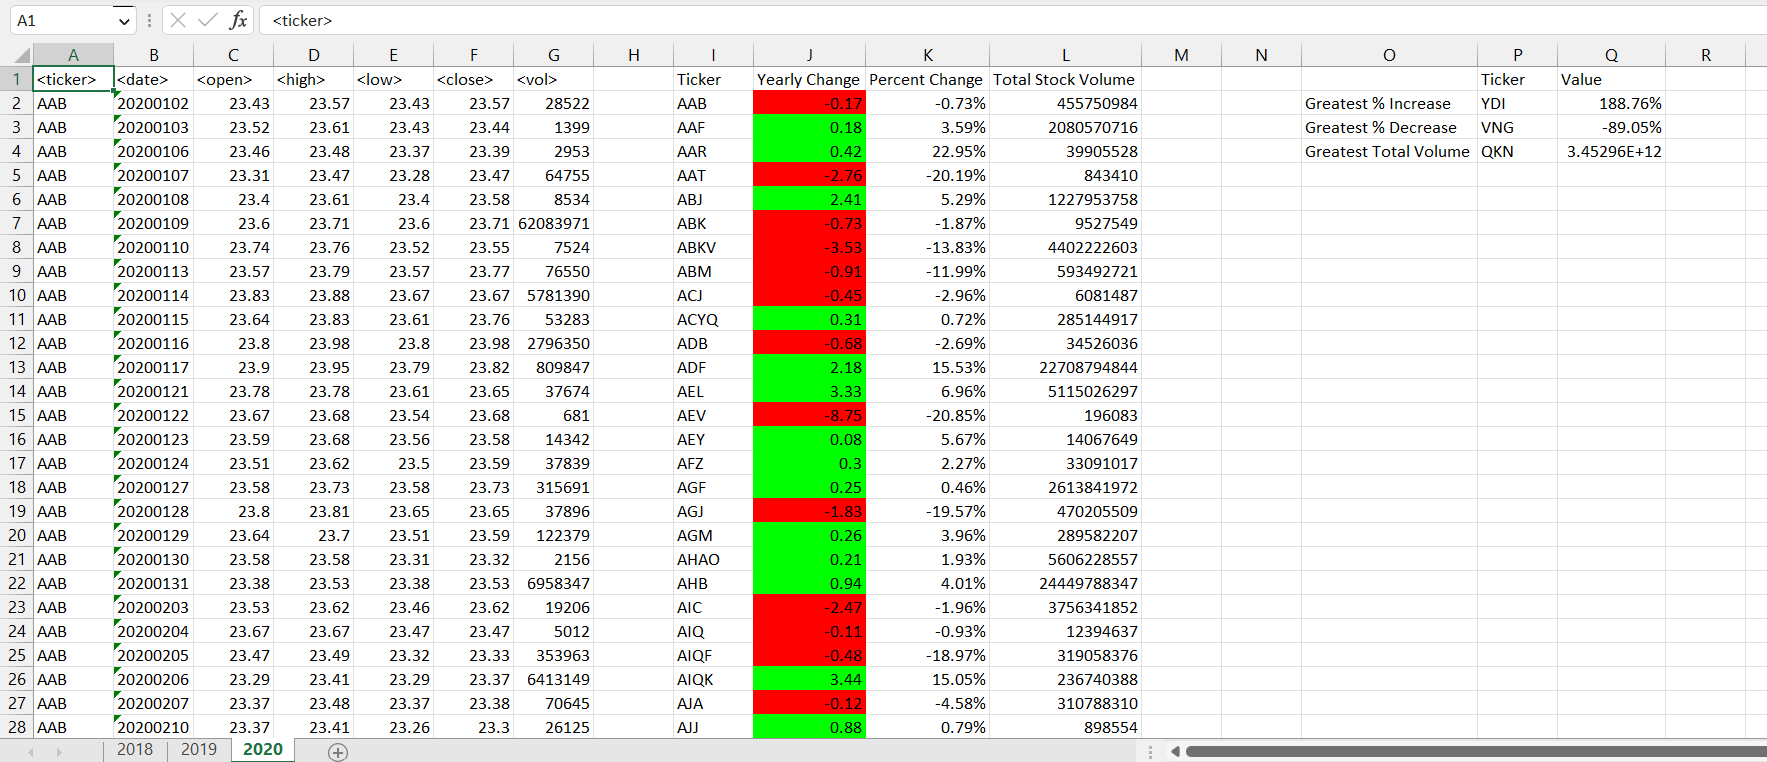 A1 fx <ticker>
A B C D E F G H I J K L M N O P Q R
1 <ticker> <date> <open> <high> <low> <close> <vol> Ticker Yearly Change Percent Change Total Stock Volume Ticker Value
2 AAB 20200102 23.43 23.57 23.43 23.57 28522 AAB -0.17 -0.73% 455750984 Greatest % Increase YDI 188.76%
3 AAB 20200103 23.52 23.61 23.43 23.44 1399 AAF 0.18 3.59% 2080570716 Greatest % Decrease VNG -89.05%
4 AAB 20200106 23.46 23.48 23.37 23.39 2953 AAR 0.42 22.95% 39905528 Greatest Total Volume QKN 3.45296E+12
5 AAB 20200107 23.31 23.47 23.28 23.47 64755 AAT -2.76 -20.19% 843410
6 AAB 20200108 23.4 23.61 23.4 23.58 8534 ABJ 2.41 5.29% 1227953758
7 AAB 20200109 23.6 23.71 23.6 23.71 62083971 ABK -0.73 -1.87% 9527549
8 AAB 20200110 23.74 23.76 23.52 23.55 7524 ABKV -3.53 -13.83% 4402222603
9 AAB 20200113 23.57 23.79 23.57 23.77 76550 ABM -0.91 -11.99% 593492721
10 AAB 20200114 23.83 23.88 23.67 23.67 5781390 ACJ -0.45 -2.96% 6081487
11 AAB 20200115 23.64 23.83 23.61 23.76 53283 ACYQ 0.31 0.72% 285144917
12 AAB 20200116 23.8 23.98 23.8 23.98 2796350 ADB -0.68 -2.69% 34526036
13 AAB 20200117 23.9 23.95 23.79 23.82 809847 ADF 2.18 15.53% 22708794844
14 AAB 20200121 23.78 23.78 23.61 23.65 37674 AEL 3.33 6.96% 5115026297
15 AAB 20200122 23.67 23.68 23.54 23.68 681 AEV -8.75 -20.85% 196083
16 AAB 20200123 23.59 23.68 23.56 23.58 14342 AEY 0.08 5.67% 14067649
17 AAB 20200124 23.51 23.62 23.5 23.59 37839 AFZ 0.3 2.27% 33091017
18 AAB 20200127 23.58 23.73 23.58 23.73 315691 AGF 0.25 0.46% 2613841972
19 AAB 20200128 23.8 23.81 23.65 23.65 37896 AGJ -1.83 -19.57% 470205509
20 AAB 20200129 23.64 23.7 23.51 23.59 122379 AGM 0.26 3.96% 289582207
21 AAB 20200130 23.58 23.58 23.31 23.32 2156 AHAO 0.21 1.93% 5606228557
22 AAB 20200131 23.38 23.53 23.38 23.53 6958347 AHB 0.94 4.01% 24449788347
23 AAB 20200203 23.53 23.62 23.46 23.62 19206 AIC -2.47 -1.96% 3756341852
24 AAB 20200204 23.67 23.67 23.47 23.47 5012 AIQ -0.11 -0.93% 12394637
25 AAB 20200205 23.47 23.49 23.32 23.33 353963 AIQF -0.48 -18.97% 319058376
26 AAB 20200206 23.29 23.41 23.29 23.37 6413149 AIQK 3.44 15.05% 236740388
27 AAB 20200207 23.37 23.48 23.37 23.38 70645 AJA -0.12 -4.58% 310788310
28 AAB 20200210 23.37 23.41 23.26 23.3 26125 AJJ 0.88 0.79% 898554
2018 2019 2020